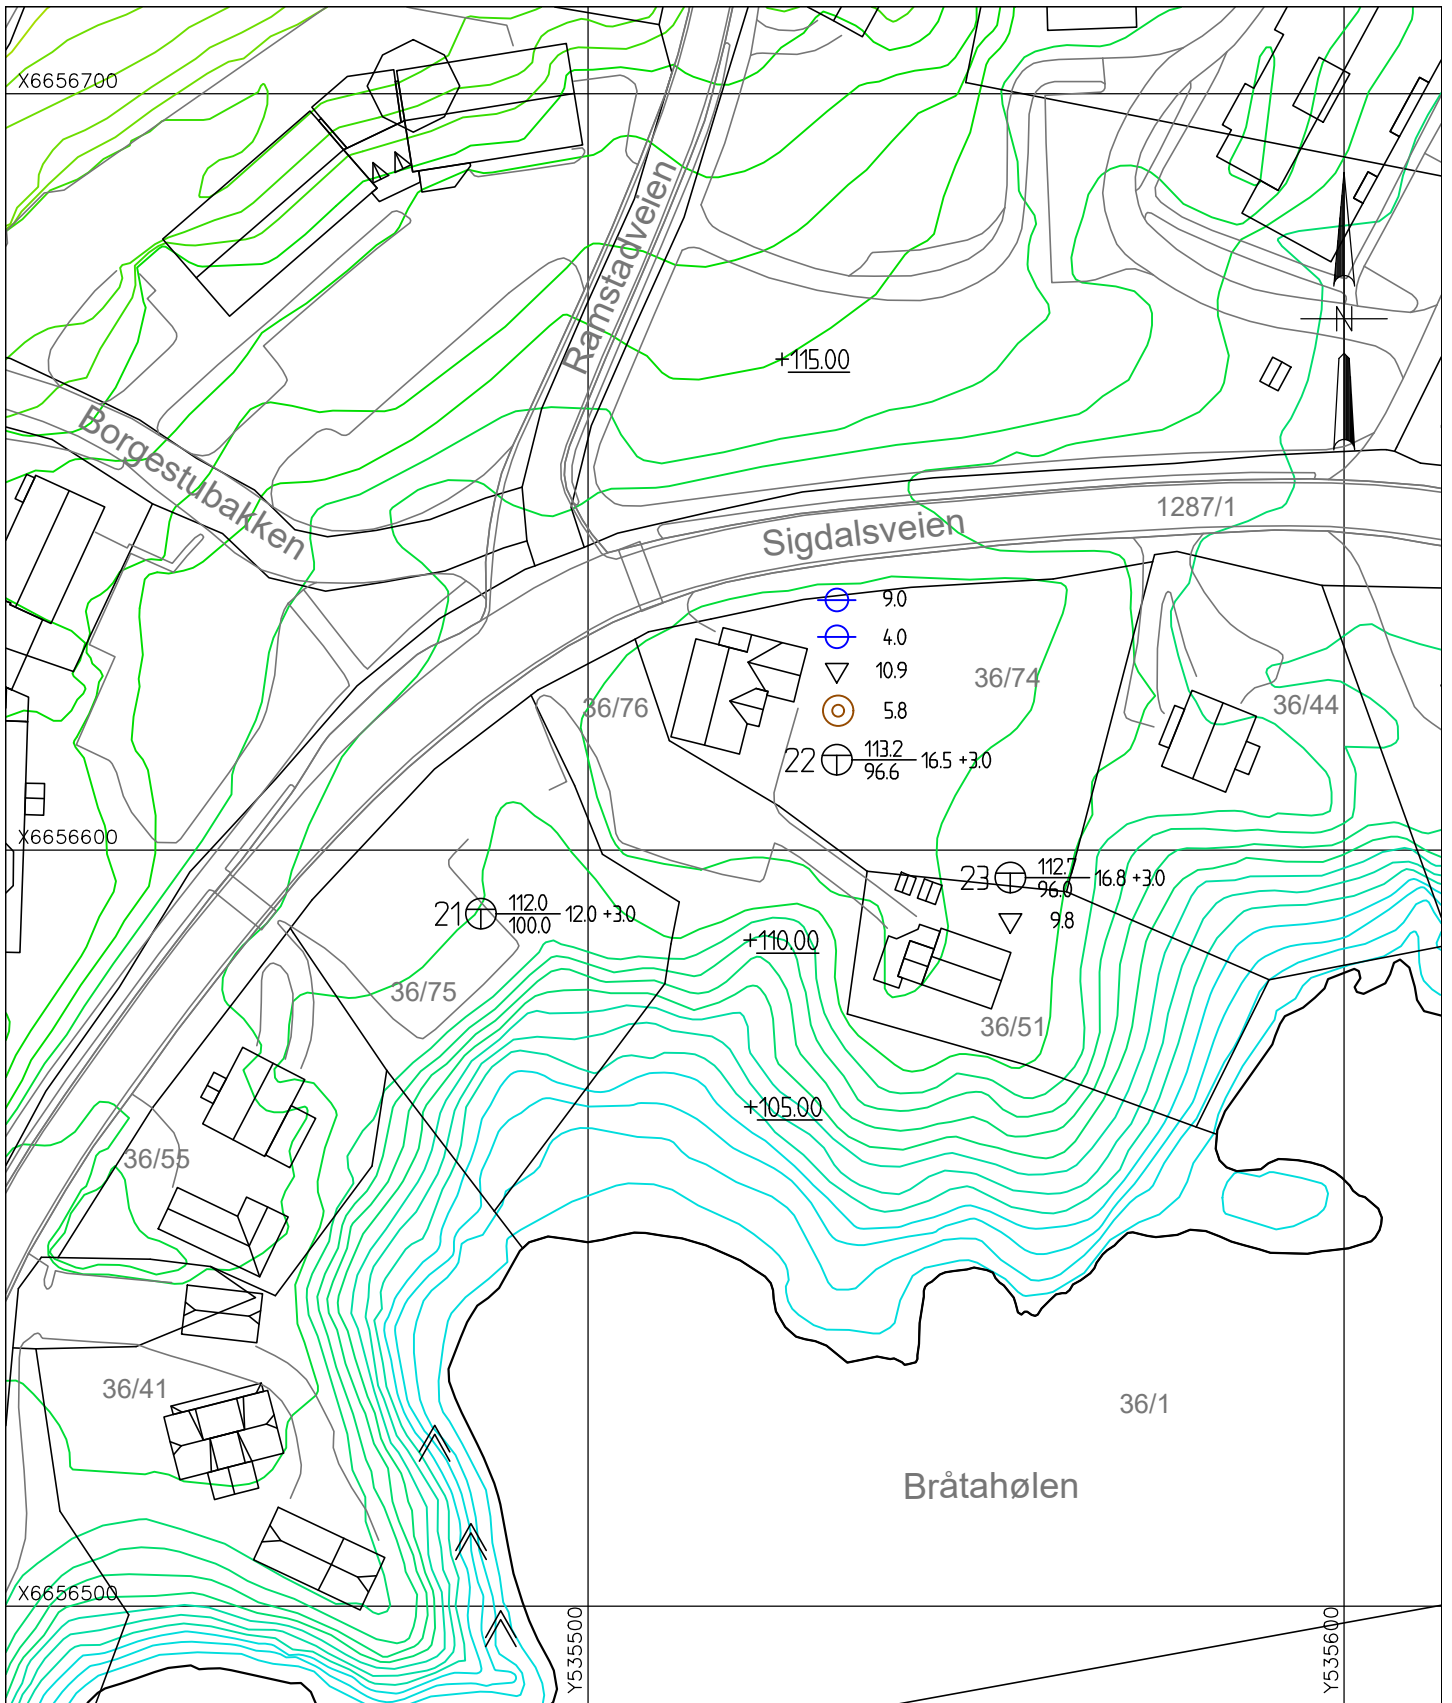 X6656700
Ramstadveien
N
+115.00
Borgestubakken
1287/1
Sigdalsveien
9.0
4.0
10.9
36/74
5.8
36/76
36/44
22 113.2 16.5 +3.0
96.6
X6656600
23 112.7 16.8 +3.0
96.0
21 112.0 12.0 +3.0
100.0
9.8
+110.00
36/75
36/51
+105.00
36/55
36/41
36/1
Bråtahølen
X6656500
Y535500
Y535600